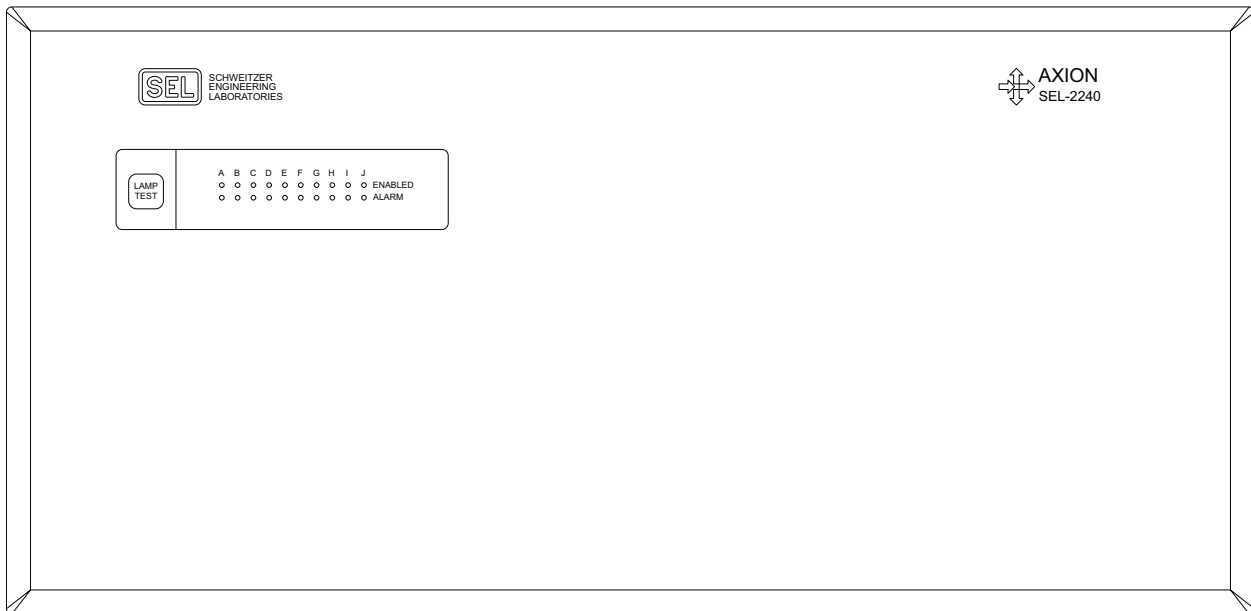 SEL
SCHWEITZER
ENGINEERING
LABORATORIES
AXION
SEL-2240
LAMP
TEST
A B C D E F G H I J
ENABLED
ALARM